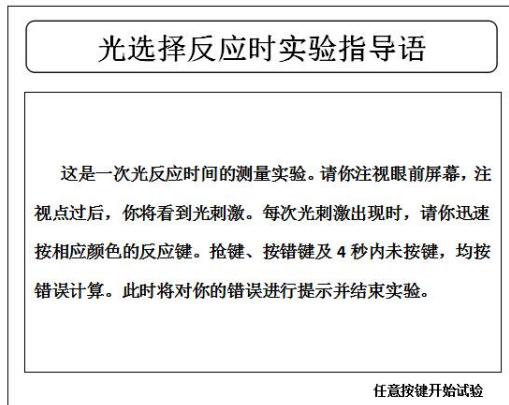 光选择反应时实验指导语
这是一次光反应时间的测量实验。请你注视眼前屏幕，注
视点过后，你将看到光刺激。每次光刺激出现时，请你迅速
按相应颜色的反应键。抢键、按错键及 4 秒内未按键，均按
错误计算。此时将对你的错误进行提示并结束实验。
任意按键开始试验